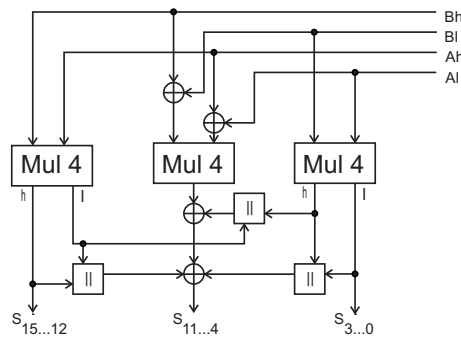 Bh
Bl
Ah
Al
Mul 4 Mul 4 Mul 4
h l h l
||
|| ||
S15...12 S11...4 S3...0